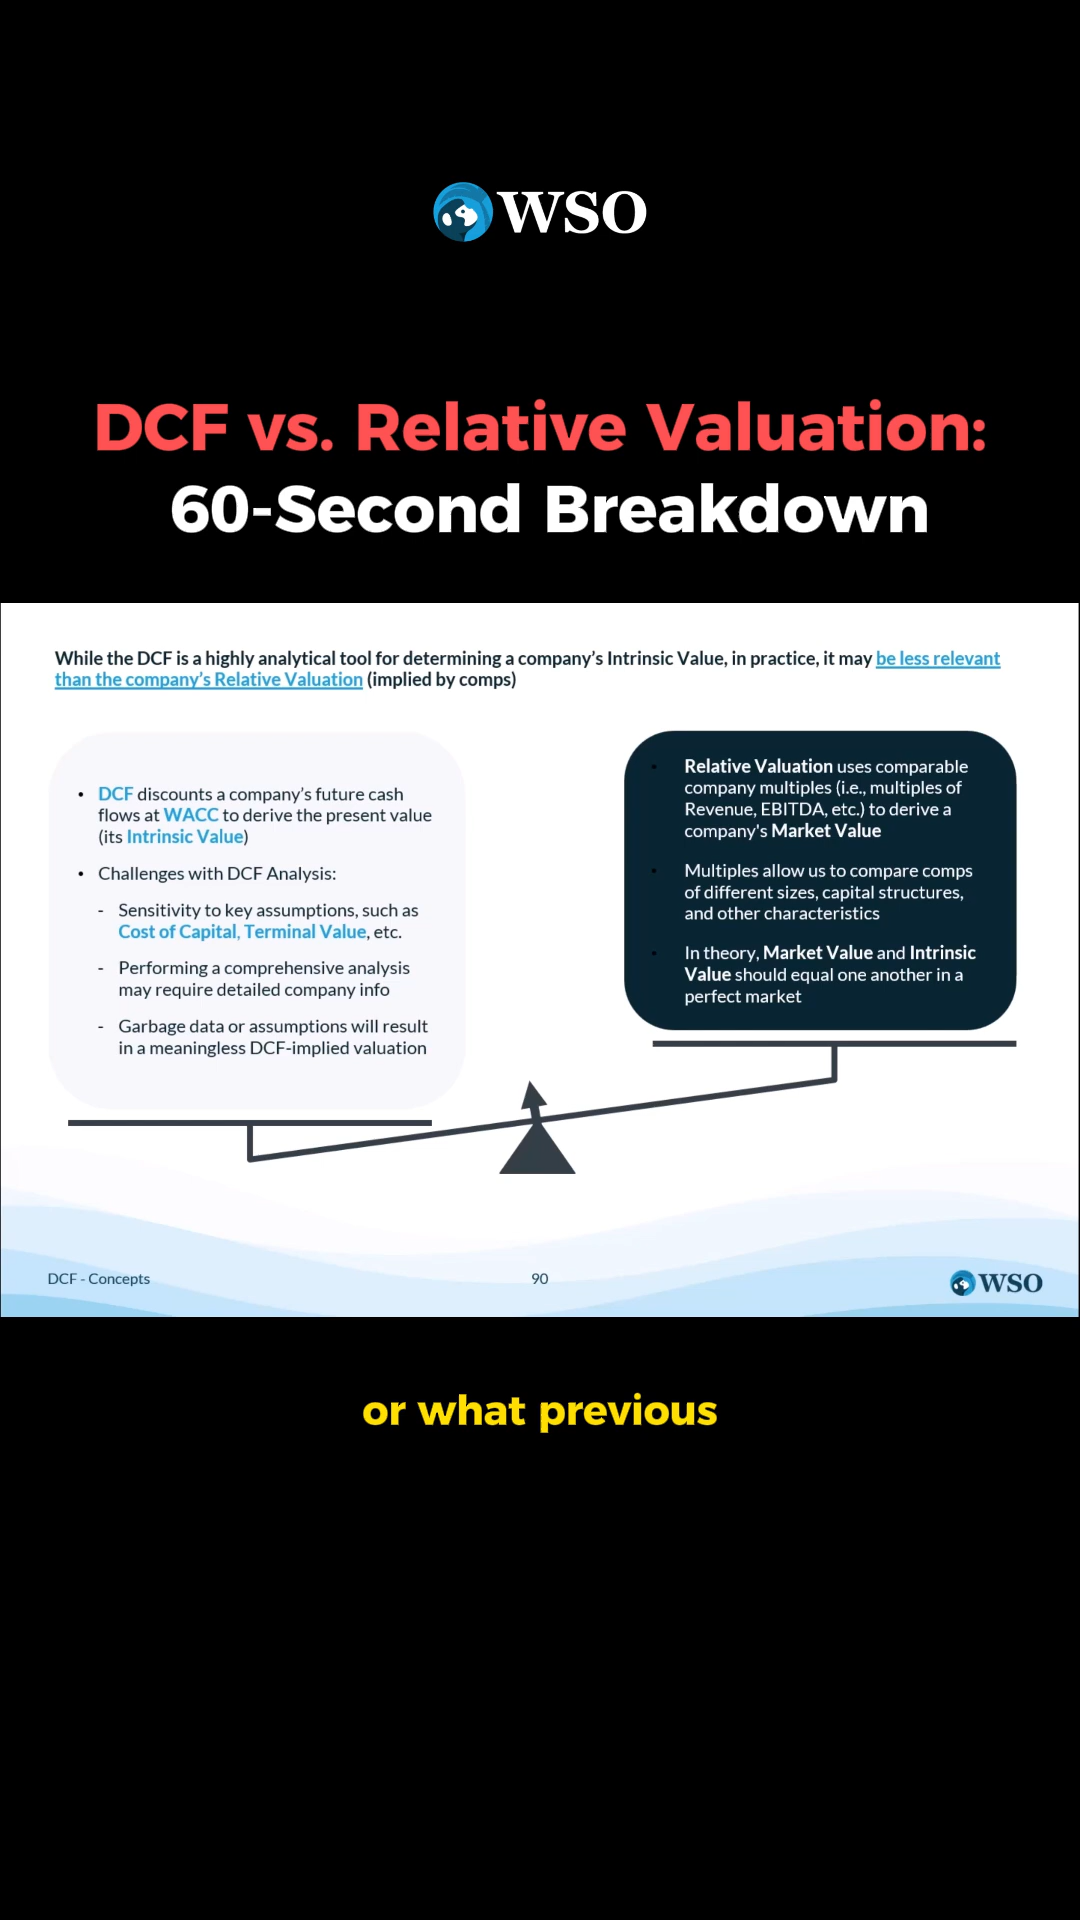 WSO
DCF vs. Relative Valuation:
60-Second Breakdown
While the DCF is a highly analytical tool for determining a company's Intrinsic Value, in practice, it may be less relevant
than the company's Relative Valuation (implied by comps)
• DCF discounts a company's future cash
flows at WACC to derive the present value
(its Intrinsic Value)
• Challenges with DCF Analysis:
- Sensitivity to key assumptions, such as
Cost of Capital, Terminal Value, etc.
- Performing a comprehensive analysis
may require detailed company info
- Garbage data or assumptions will result
in a meaningless DCF-implied valuation
• Relative Valuation uses comparable
company multiples (i.e., multiples of
Revenue, EBITDA, etc.) to derive a
company's Market Value
• Multiples allow us to compare comps
of different sizes, capital structures,
and other characteristics
• In theory, Market Value and Intrinsic
Value should equal one another in a
perfect market
DCF - Concepts
90
WSO
or what previous